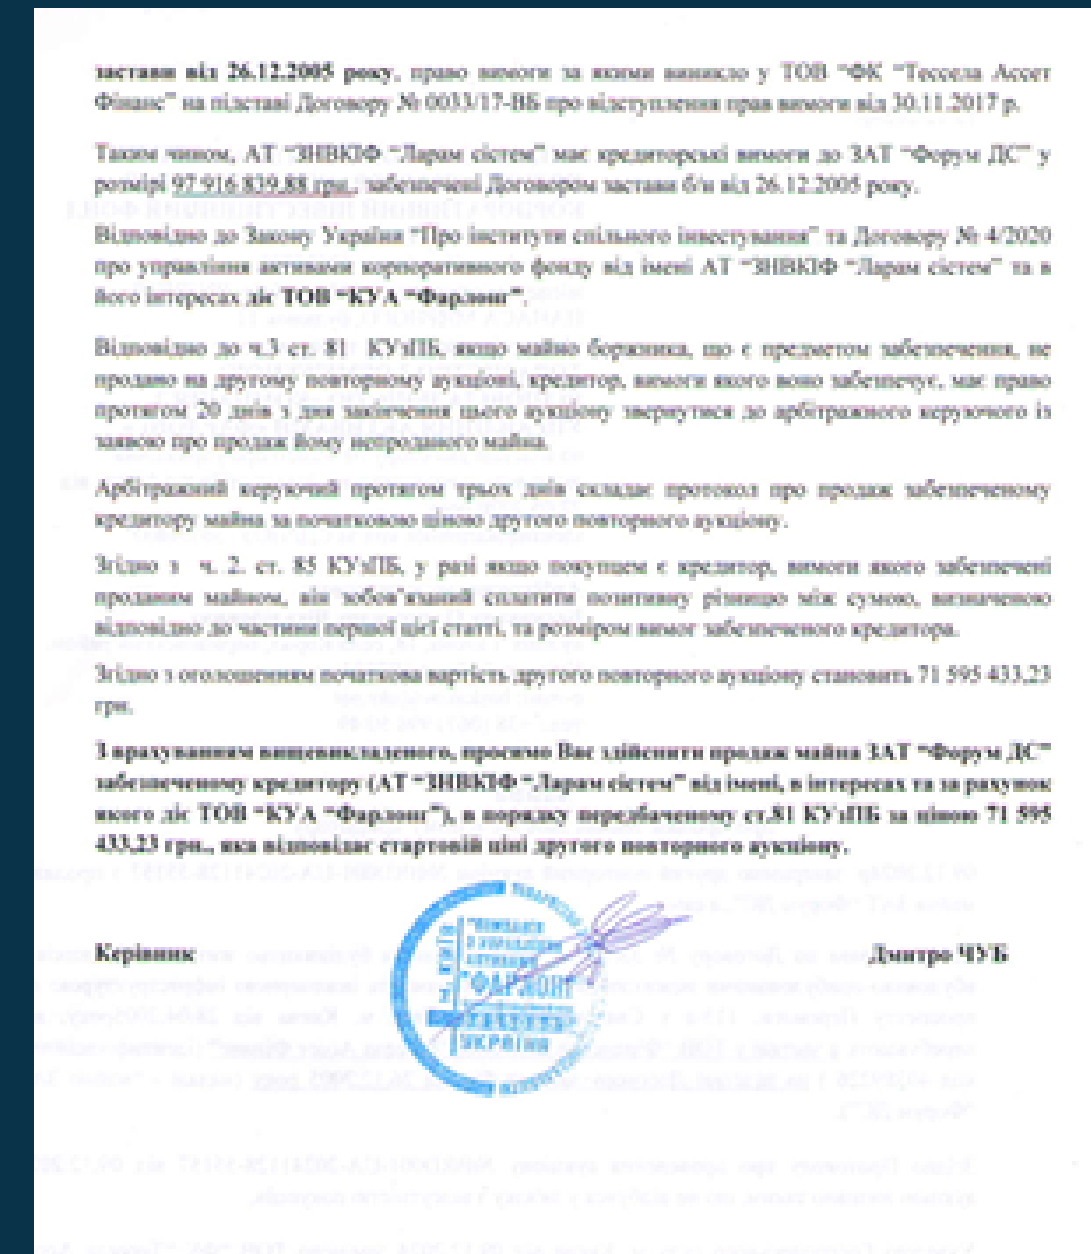 застави від 26.12.2005 року, право вимоги за якими виникло у ТОВ “ФК “Тессела Ассет
Фінанс” на підставі Договору № 0033/17-ВБ про відступлення прав вимоги від 30.11.2017 р.
Таким чином, АТ “ЗНВКІФ “Ларам сістем” має кредиторські вимоги до ЗАТ “Форум ДС” у
розмірі 97 916 839,88 грн., забезпечені Договором застави б/н від 26.12.2005 року.
Відповідно до Закону України “Про інститути спільного інвестування” та Договору № 4/2020
про управління активами корпоративного фонду від імені АТ “ЗНВКІФ “Ларам сістем” та в
його інтересах діє ТОВ “КУА “Фарлонг”.
Відповідно до ч.3 ст. 81 КУзПБ, якщо майно боржника, що є предметом забезпечення, не
продано на другому повторному аукціоні, кредитор, вимоги якого воно забезпечує, має право
протягом 20 днів з дня закінчення цього аукціону звернутися до арбітражного керуючого із
заявою про продаж йому непроданого майна.
Арбітражний керуючий протягом трьох днів складає протокол про продаж забезпеченому
кредитору майна за початковою ціною другого повторного аукціону.
Згідно з ч. 2. ст. 85 КУзПБ, у разі якщо покупцем є кредитор, вимоги якого забезпечені
проданим майном, він зобов’язаний сплатити позитивну різницю між сумою, визначеною
відповідно до частини першої цієї статті, та розміром вимог забезпеченого кредитора.
Згідно з оголошенням початкова вартість другого повторного аукціону становить 71 595 433,23
грн.
З врахуванням вищевикладеного, просимо Вас здійснити продаж майна ЗАТ “Форум ДС”
забезпеченому кредитору (АТ “ЗНВКІФ “Ларам сістем” від імені, в інтересах та за рахунок
якого діє ТОВ “КУА “Фарлонг”), в порядку передбаченому ст.81 КУзПБ за ціною 71 595
433,23 грн., яка відповідає стартовій ціні другого повторного аукціону.
Керівник Дмитро ЧУБ
"ФАРЛОНГ"
УКРАЇНА